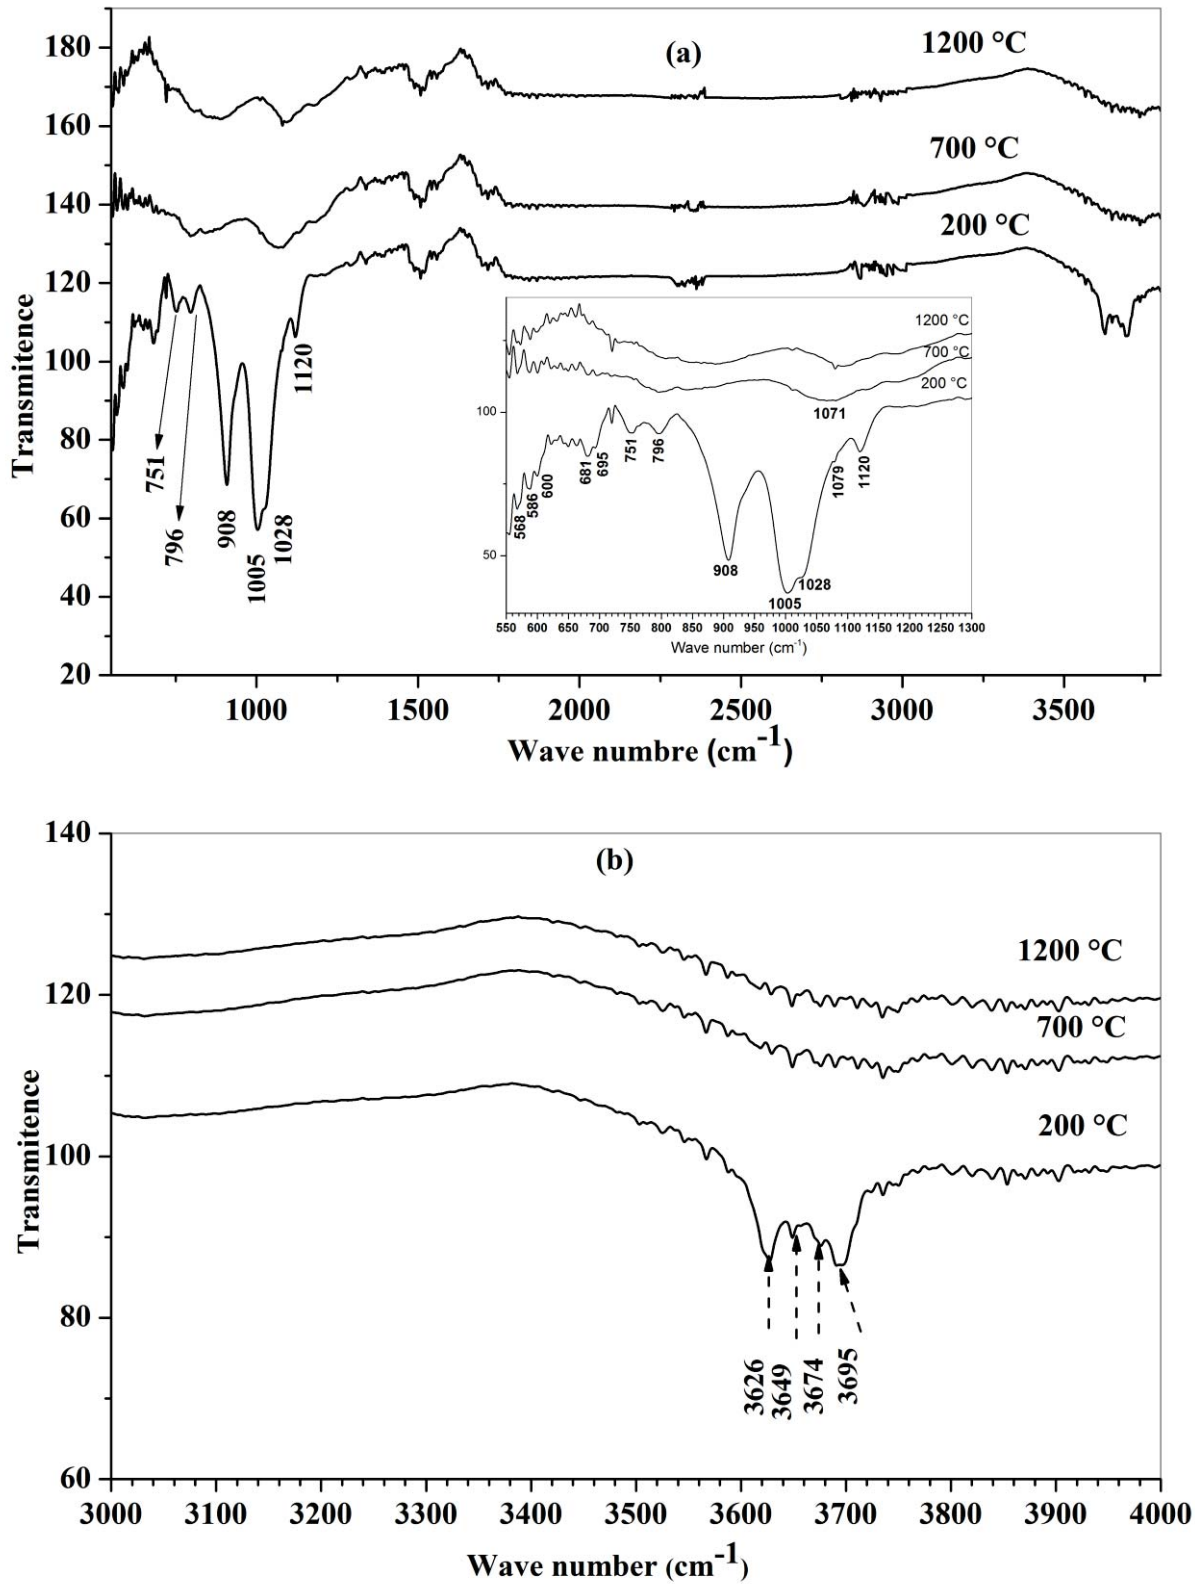 (a)
180
160
140
120
100
80
60
40
20
Transmitence
1200 °C
700 °C
200 °C
751
796
908
1005
1028
1120
1000 1500 2000 2500 3000 3500
Wave numbre (cm-1)
100
50
1200 °C
700 °C
200 °C
1071
568
586
600
681
695
751
796
908
1005
1028
1079
1120
550 600 650 700 750 800 850 900 950 1000 1050 1100 1150 1200 1250 1300
Wave number (cm-1)
(b)
140
120
100
80
60
Transmitence
1200 °C
700 °C
200 °C
3626
3649
3674
3695
3000 3100 3200 3300 3400 3500 3600 3700 3800 3900 4000
Wave number (cm-1)